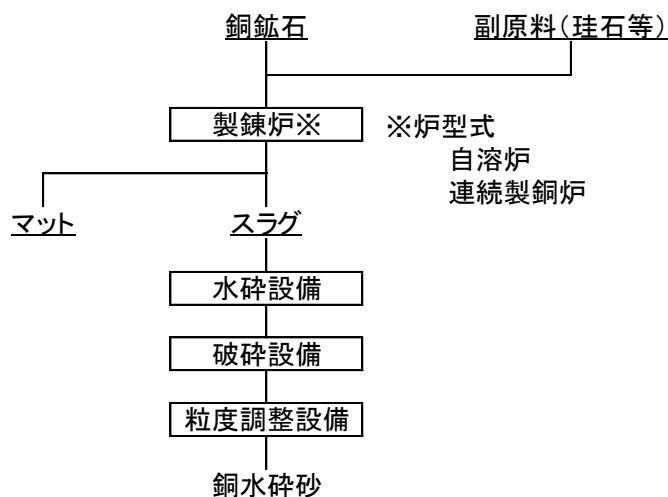 銅鉱石
副原料(珪石等)
製錬炉※
※炉型式
自溶炉
連続製銅炉
マット
スラグ
水砕設備
破砕設備
粒度調整設備
銅水砕砂